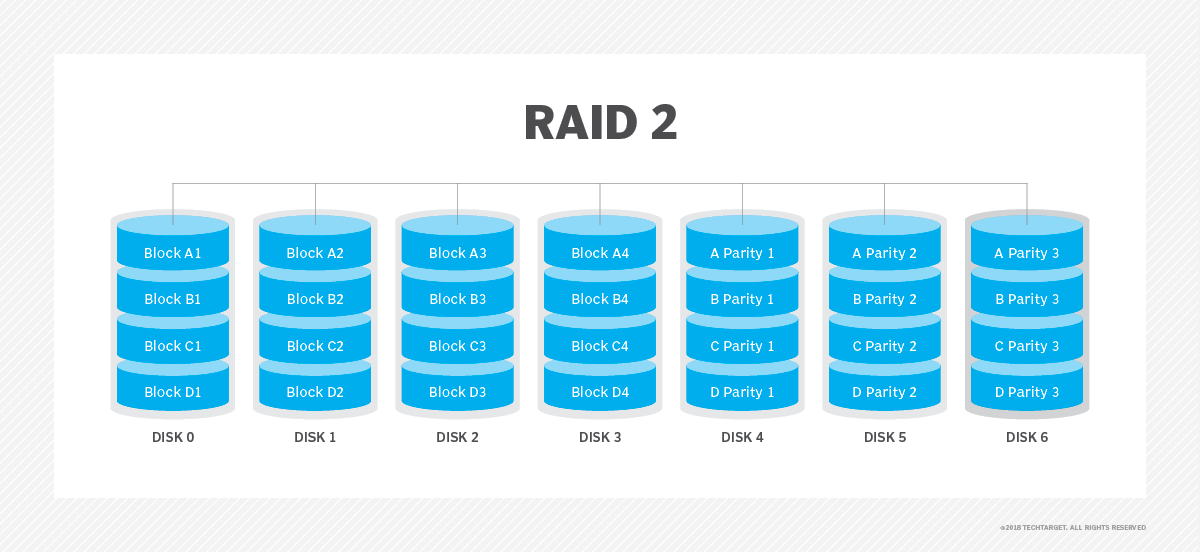 RAID 2
Block A1 Block A2 Block A3 Block A4 A Parity 1 A Parity 2 A Parity 3
Block B1 Block B2 Block B3 Block B4 B Parity 1 B Parity 2 B Parity 3
Block C1 Block C2 Block C3 Block C4 C Parity 1 C Parity 2 C Parity 3
Block D1 Block D2 Block D3 Block D4 D Parity 1 D Parity 2 D Parity 3
DISK 0 DISK 1 DISK 2 DISK 3 DISK 4 DISK 5 DISK 6
©2018 TECHTARGET. ALL RIGHTS RESERVED